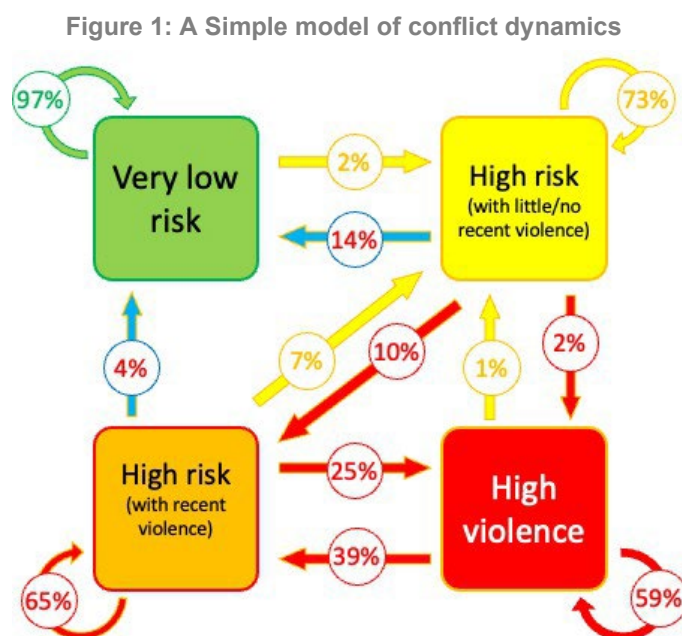 Figure 1: A Simple model of conflict dynamics
97%
73%
Very low
risk
2%
High risk
(with little/no
recent violence)
14%
4%
7%
10%
1%
2%
High risk
(with recent
violence)
25%
High
violence
39%
65%
59%